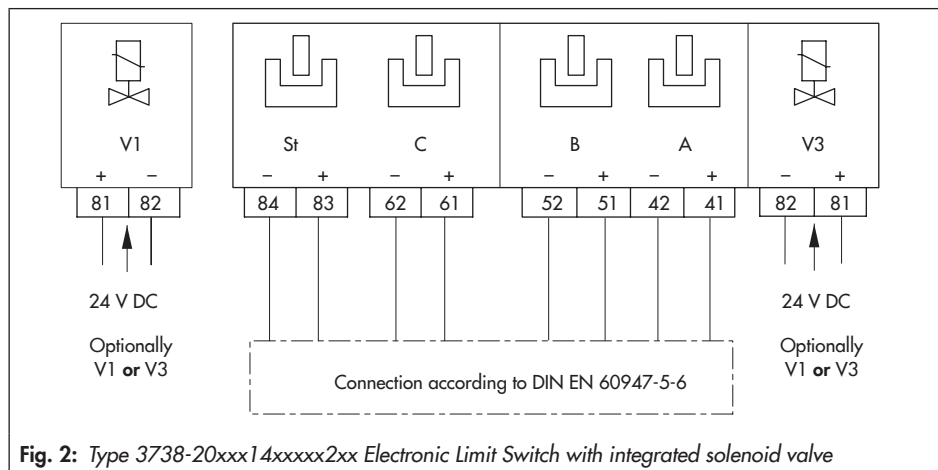 V1 St C B A V3
+ − − + − + − + − + − +
81 82 84 83 62 61 52 51 42 41 82 81
24 V DC 24 V DC
Optionally Optionally
V1 or V3 V1 or V3
Connection according to DIN EN 60947-5-6
Fig. 2: Type 3738-20xxx14xxxxx2xx Electronic Limit Switch with integrated solenoid valve